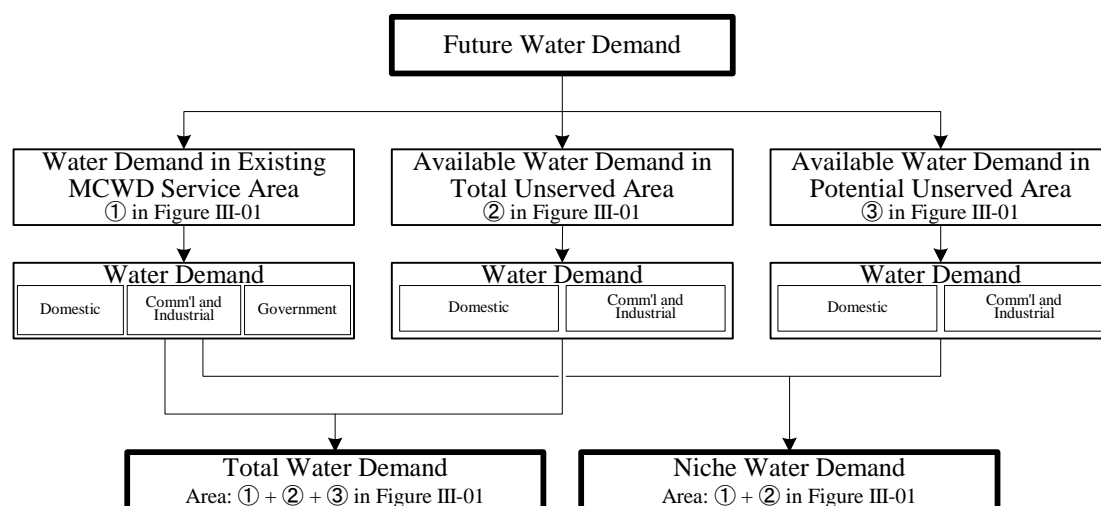 Future Water Demand
Water Demand in Existing
MCWD Service Area
① in Figure III-01
Available Water Demand in
Total Unserved Area
② in Figure III-01
Available Water Demand in
Potential Unserved Area
③ in Figure III-01
Water Demand
Domestic
Comm'l and
Industrial
Government
Water Demand
Domestic
Comm'l and
Industrial
Water Demand
Domestic
Comm'l and
Industrial
Total Water Demand
Area: ① + ② + ③ in Figure III-01
Niche Water Demand
Area: ① + ② in Figure III-01